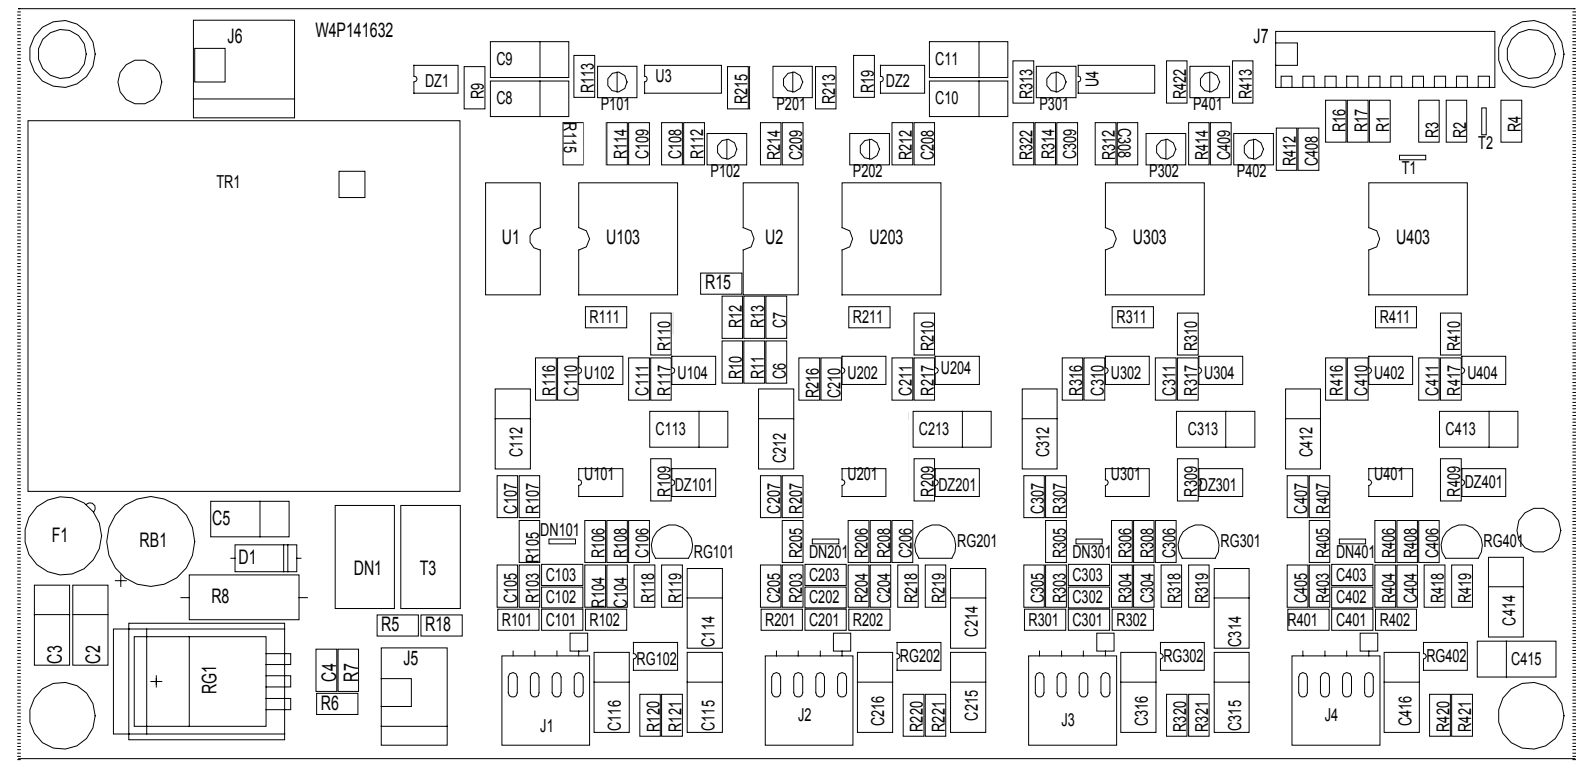 J6
W4P141632
J7
C9
C11
DZ1
R9
R113
U3
R215
R213
R19
DZ2
R313
U4
R422
R413
C8
C10
P101
P201
P301
P401
R16
R17
R1
R3
R2
T2
R4
R115
R114
C109
C108
R112
R214
C209
R212
C208
R322
R314
C309
R312
C308
R414
C409
R412
C408
P102
P202
P302
P402
T1
TR1
U1
U103
U2
U203
U303
U403
R15
R111
R110
R12
R13
C7
R211
R210
R311
R310
R411
R410
R116
C110
U102
C111
R117
U104
R10
R11
C6
R216
C210
U202
C211
R217
U204
R316
C310
U302
C311
R317
U304
R416
C410
U402
C411
R417
U404
C112
C113
C212
C213
C312
C313
C412
C413
C107
R107
U101
R109
DZ101
C207
R207
U201
R209
DZ201
C307
R307
U301
R309
DZ301
C407
R407
U401
R409
DZ401
F1
RB1
C5
D1
DN1
T3
R105
DN101
R106
R108
C106
RG101
R205
DN201
R206
R208
C206
RG201
R305
DN301
R306
R308
C306
RG301
R405
DN401
R406
R408
C406
RG401
+
R8
C105
R103
C103
C102
R104
C104
R118
R119
C205
R203
C203
C202
R204
C204
R218
R219
C305
R303
C303
C302
R304
C304
R318
R319
C405
R403
C403
C402
R404
C404
R418
R419
R5
R18
R101
C101
R102
C114
R201
C201
R202
C214
R301
C301
R302
C314
R401
C401
R402
C414
C3
C2
+
RG1
C4
R7
R6
J5
RG102
RG202
RG302
RG402
C415
J1
C116
R120
R121
C115
J2
C216
R220
R221
C215
J3
C316
R320
R321
C315
J4
C416
R420
R421